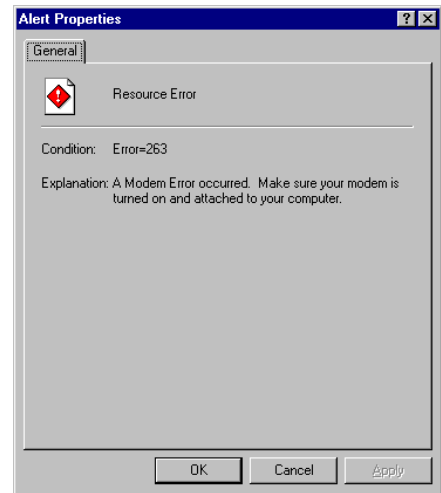 Alert Properties
General
Resource Error
Condition: Error=263
Explanation: A Modem Error occurred. Make sure your modem is
turned on and attached to your computer.
OK Cancel Apply